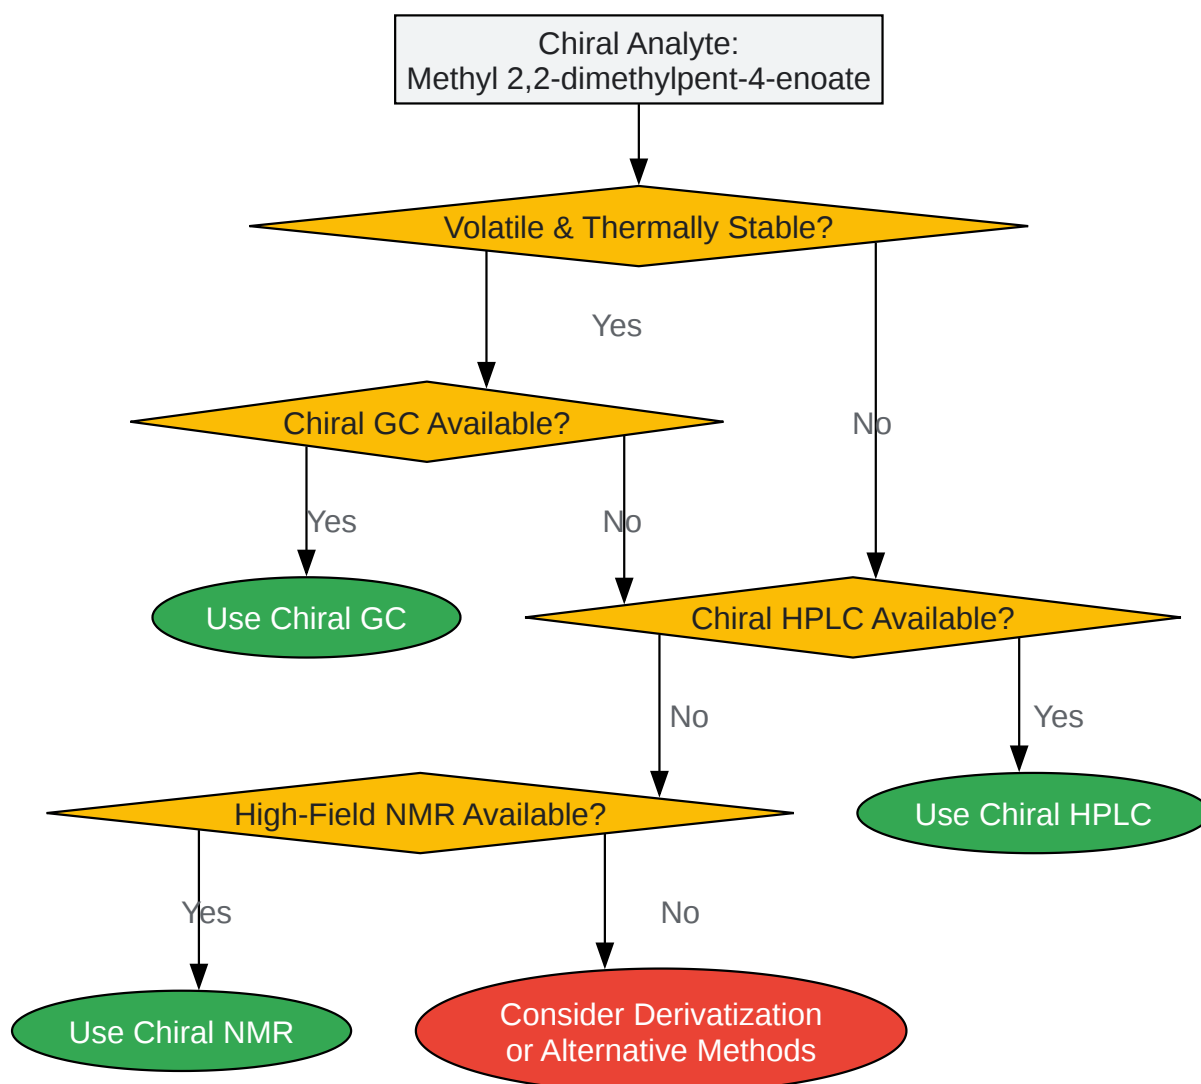 Chiral Analyte:
Methyl 2,2-dimethylpent-4-enoate
Volatile & Thermally Stable?
Yes
Chiral GC Available?
No
Yes
No
Use Chiral GC
Chiral HPLC Available?
No
Yes
High-Field NMR Available?
Use Chiral HPLC
Yes
No
Use Chiral NMR
Consider Derivatization
or Alternative Methods